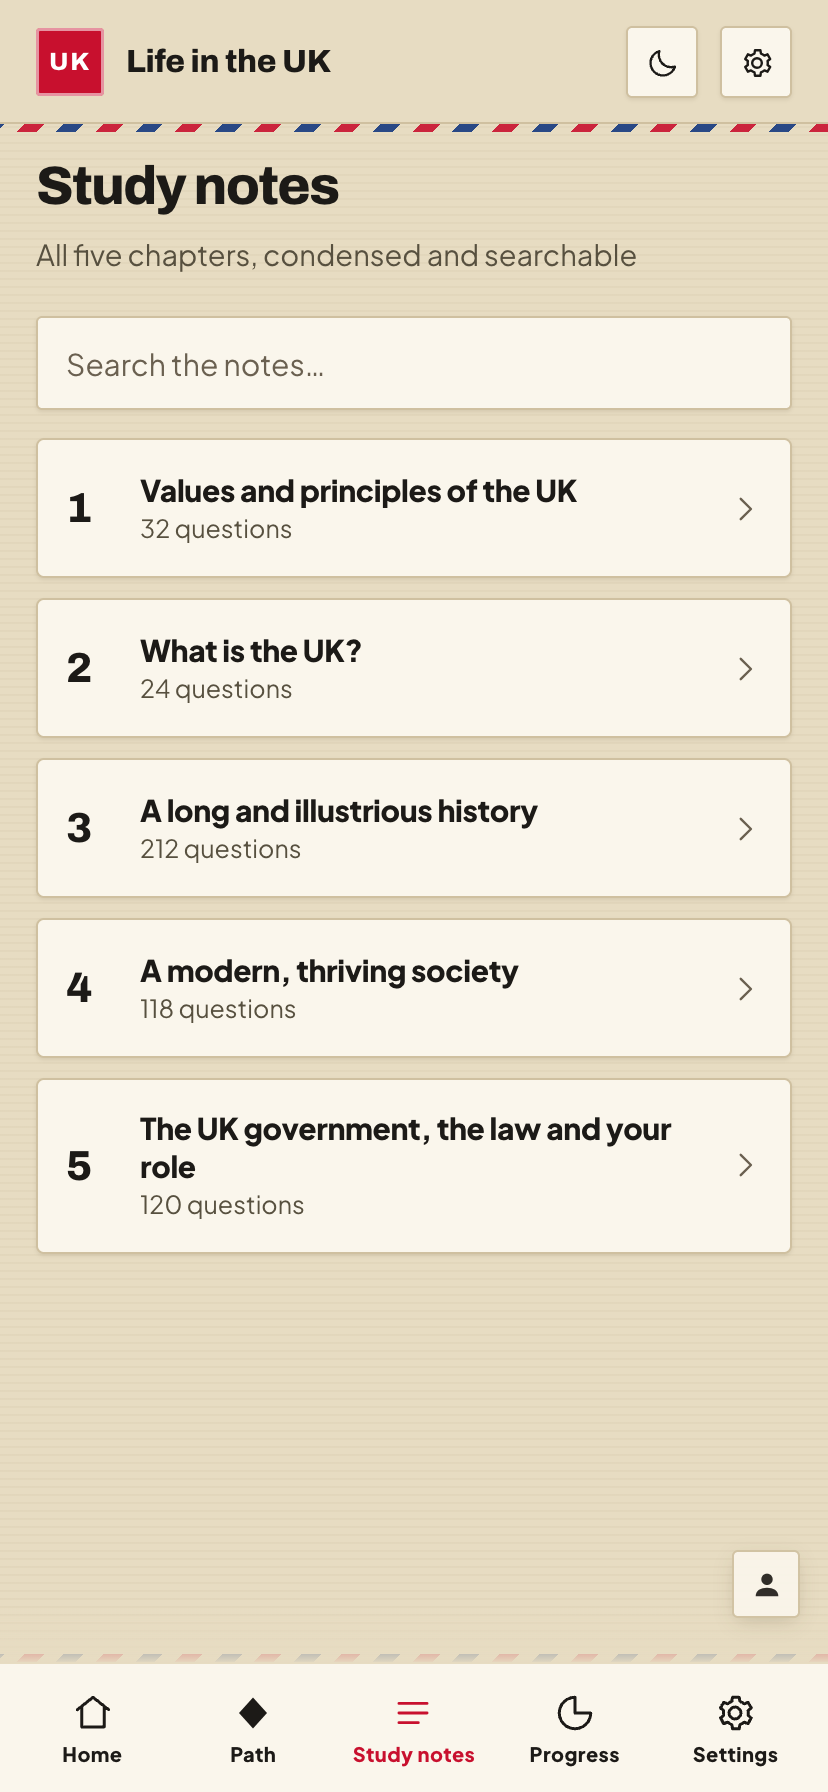 UK
Life in the UK
Study notes
All five chapters, condensed and searchable
Search the notes…
1
Values and principles of the UK
32 questions
2
What is the UK?
24 questions
3
A long and illustrious history
212 questions
4
A modern, thriving society
118 questions
5
The UK government, the law and your
role
120 questions
Home
Path
Study notes
Progress
Settings